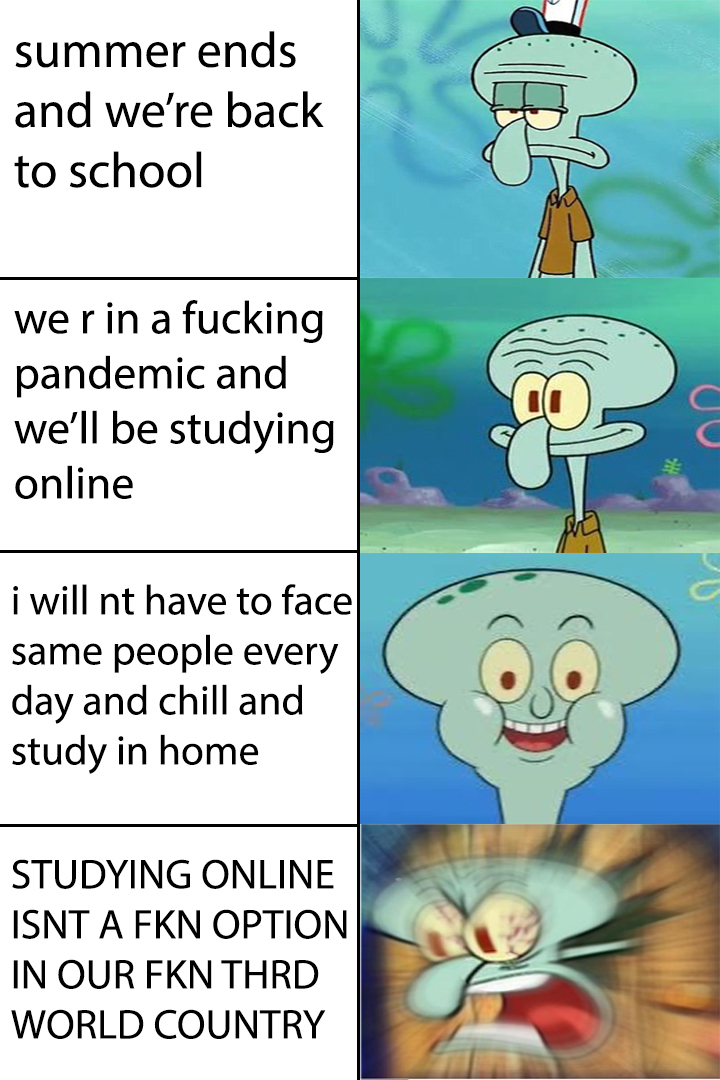 summer ends
and we're back
to school
we r in a fucking
pandemic and
we'll be studying
online
i will nt have to face
same people every
day and chill and
study in home
STUDYING ONLINE
ISNT A FKN OPTION
IN OUR FKN THRD
WORLD COUNTRY